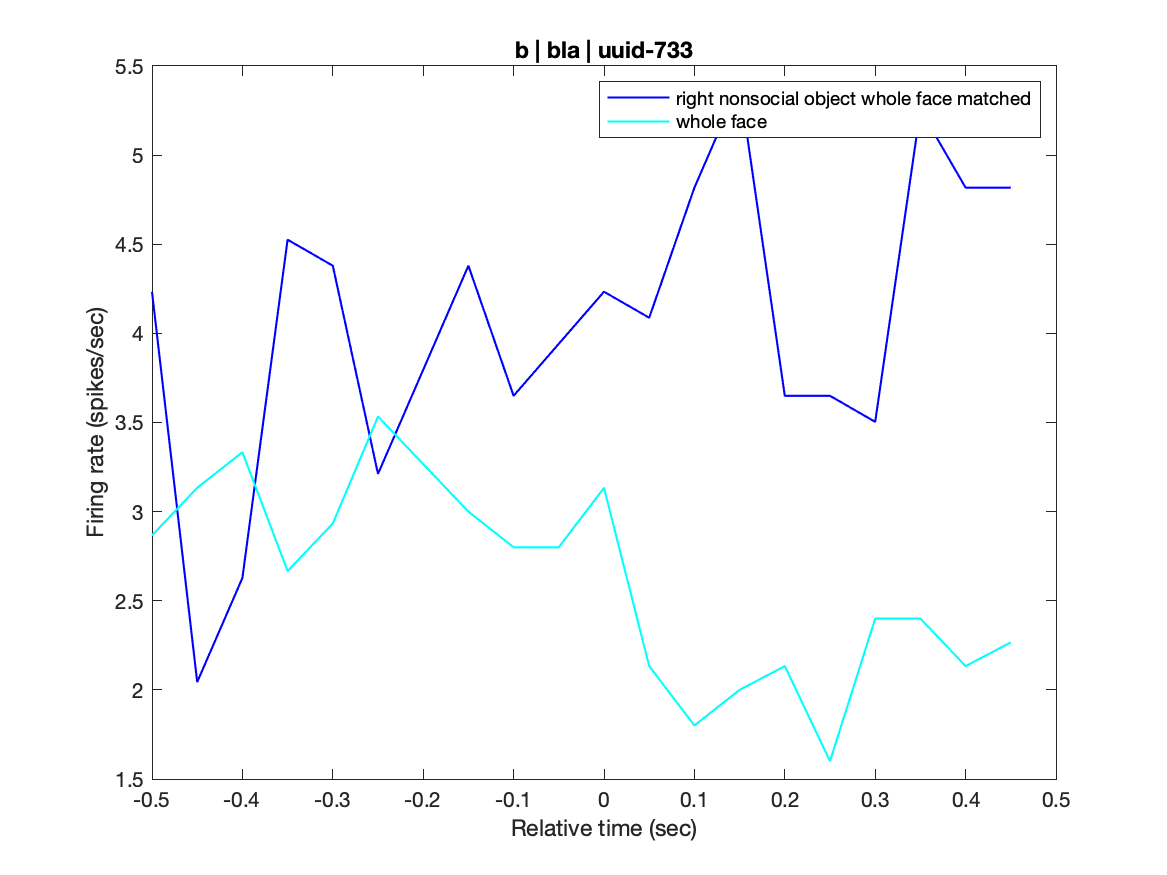 b | bla | uuid-733
5.5
5
4.5
4
3.5
3
2.5
2
1.5
Firing rate (spikes/sec)
right nonsocial object whole face matched
whole face
-0.5 -0.4 -0.3 -0.2 -0.1 0 0.1 0.2 0.3 0.4 0.5
Relative time (sec)